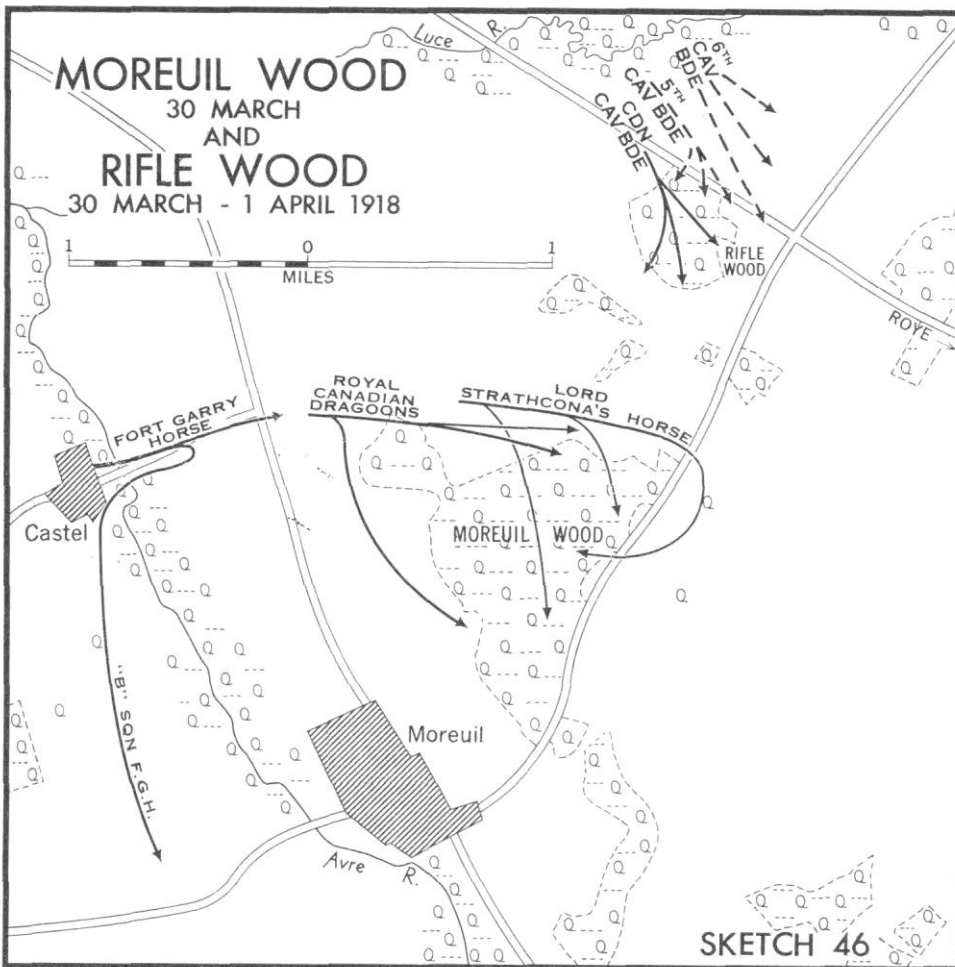 MOREUIL WOOD
30 MARCH
AND
RIFLE WOOD
30 MARCH - 1 APRIL 1918
1 0 1
MILES
Luce R.
6TH
CAV
BDE
5TH
CAV BDE
CDN
CAV BDE
RIFLE
WOOD
ROYE
ROYAL
CANADIAN
DRAGOONS
LORD
STRATHCONA'S HORSE
FORT GARRY
HORSE
Castel
MOREUIL WOOD
"B" SQN F.G.H.
Moreuil
Avre R.
SKETCH 46